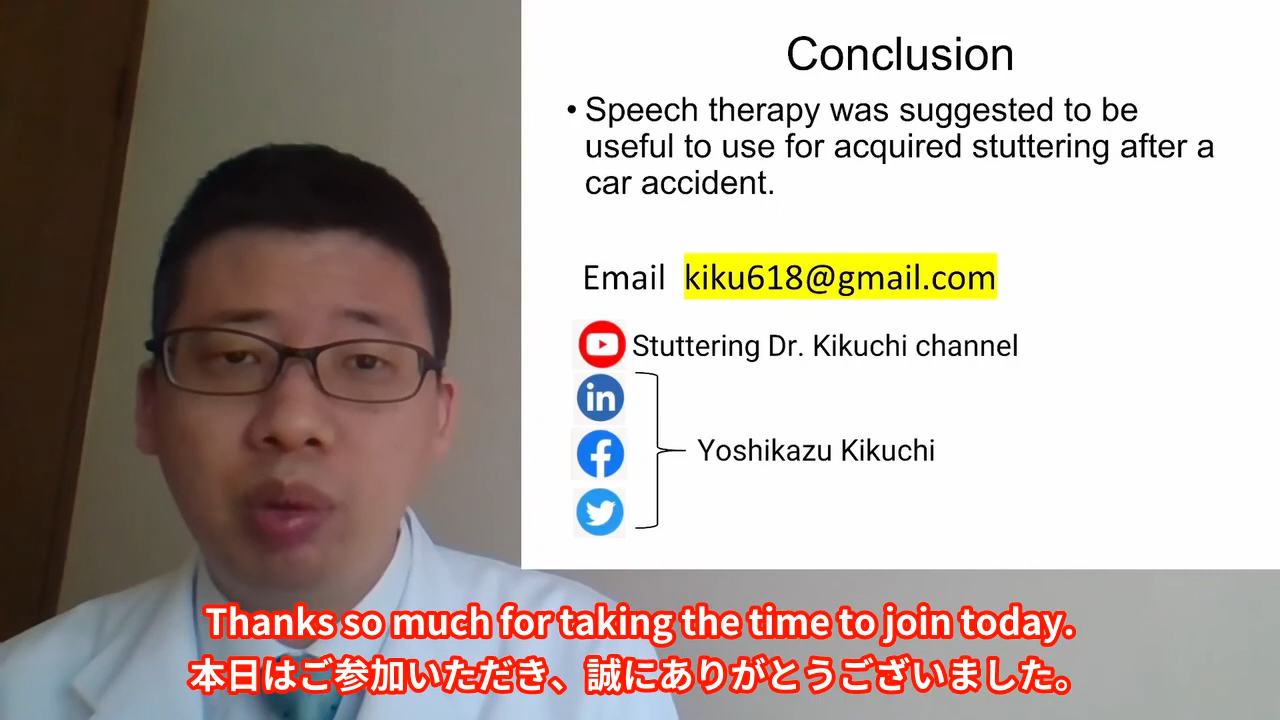 Conclusion
• Speech therapy was suggested to be
useful to use for acquired stuttering after a
car accident.
Email kiku618@gmail.com
Stuttering Dr. Kikuchi channel
in
f
Yoshikazu Kikuchi
Thanks so much for taking the time to join today.
本日はご参加いただき、誠にありがとうございました。